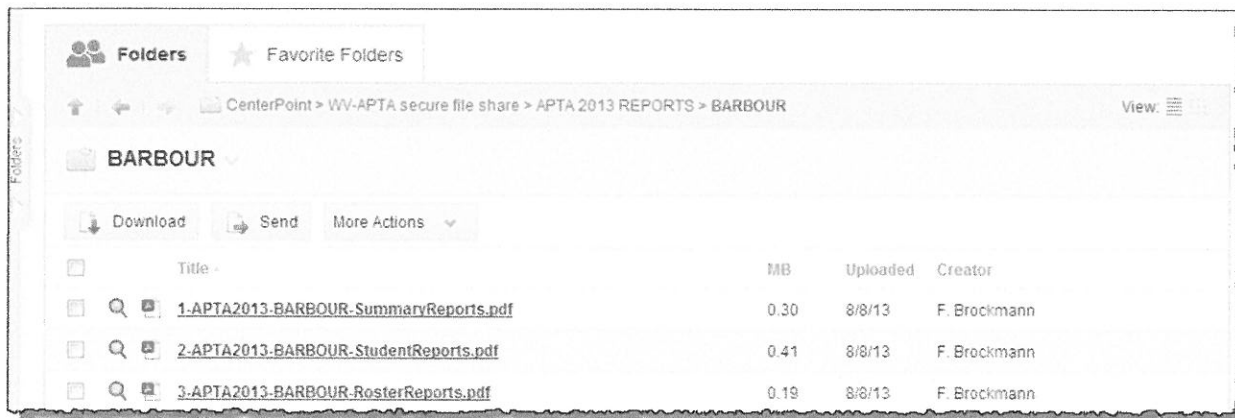 Folders Favorite Folders
CenterPoint > WV-APTA secure file share > APTA 2013 REPORTS > BARBOUR View:
Folders
BARBOUR
Download Send More Actions
Title MB Uploaded Creator
1-APTA2013-BARBOUR-SummaryReports.pdf 0.30 8/8/13 F. Brockmann
2-APTA2013-BARBOUR-StudentReports.pdf 0.41 8/8/13 F. Brockmann
3-APTA2013-BARBOUR-RosterReports.pdf 0.19 8/8/13 F. Brockmann